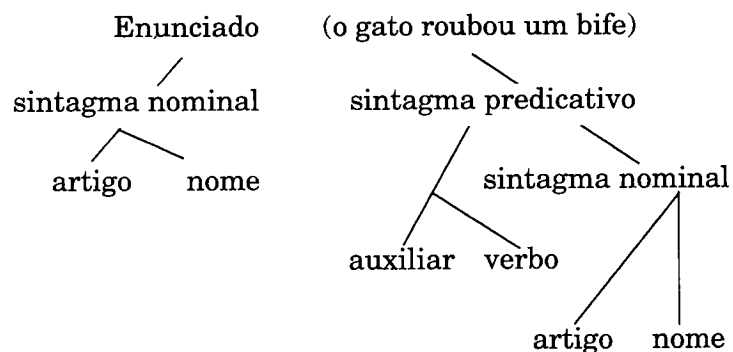 Enunciado (o gato roubou um bife)
sintagma nominal sintagma predicativo
artigo nome sintagma nominal
auxiliar verbo
artigo nome